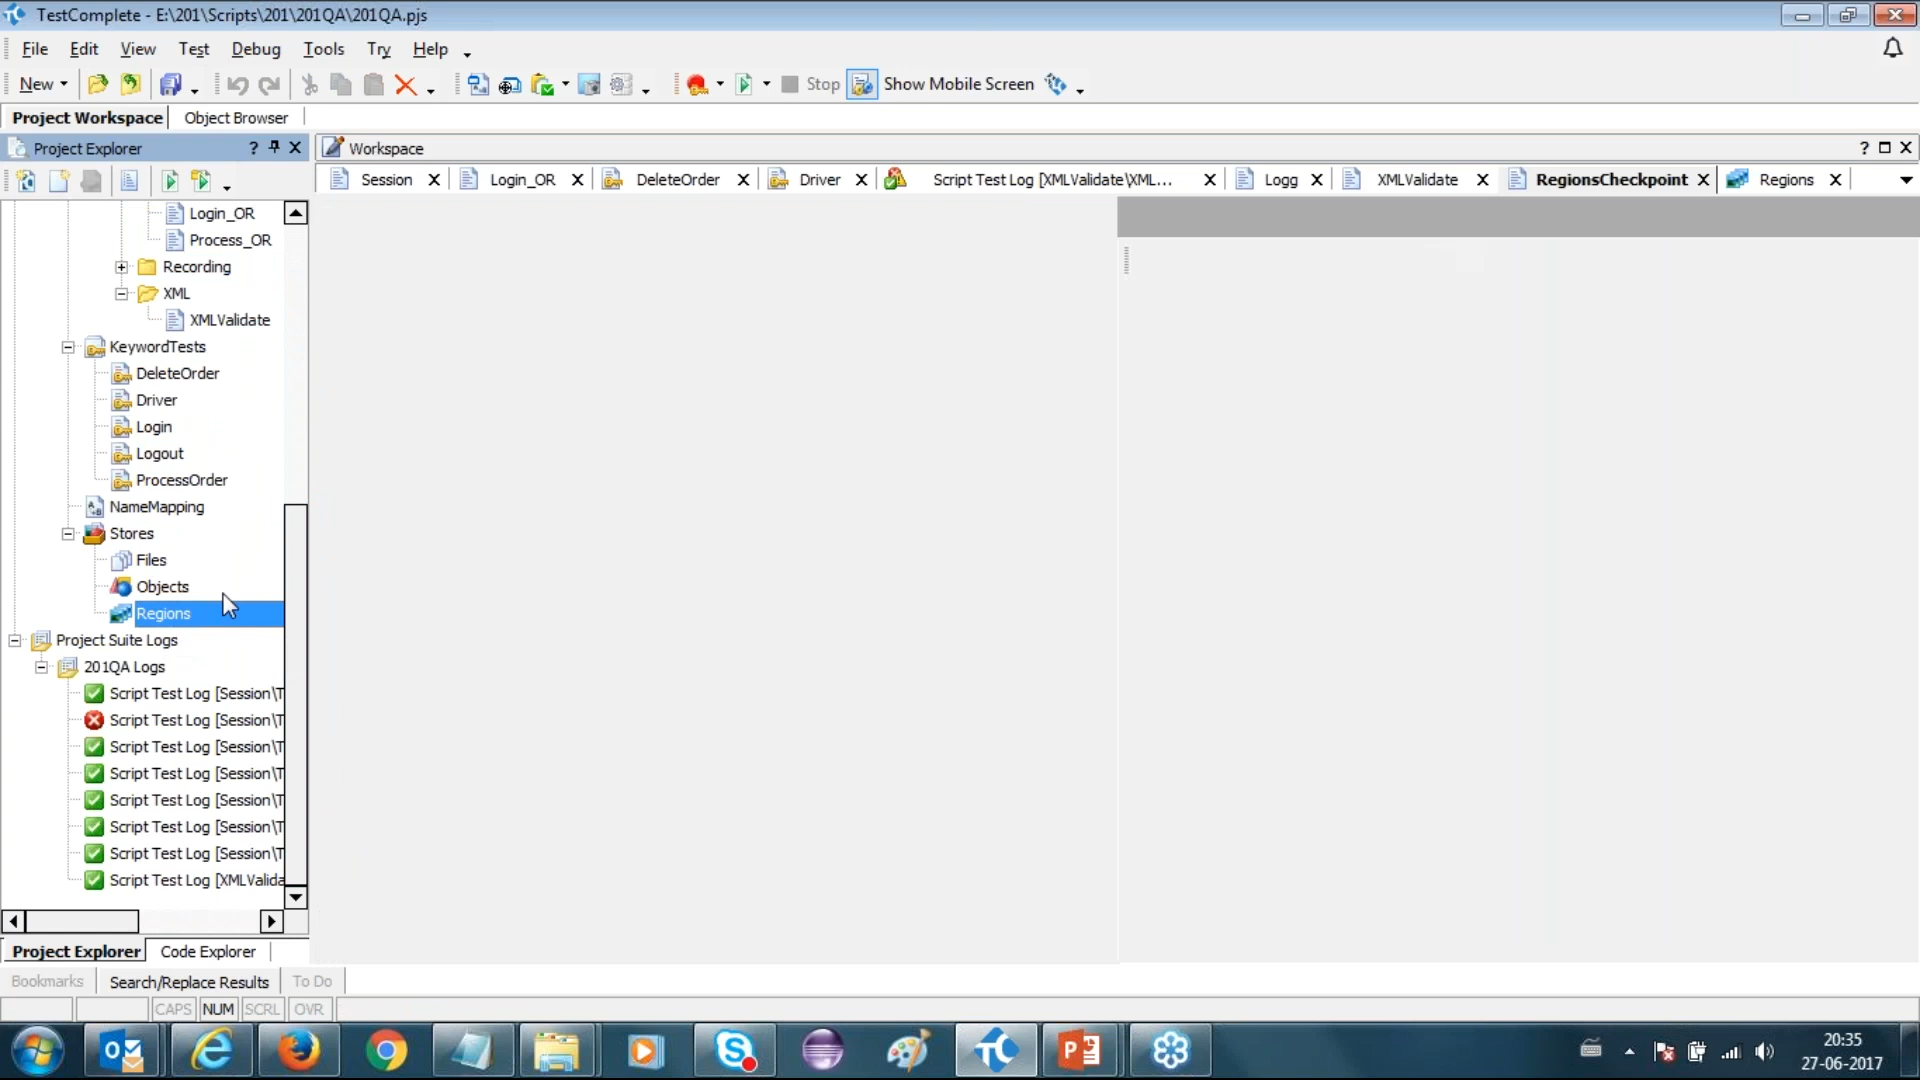 TestComplete - E:\201\Scripts\201\201QA\201QA.pjs
File Edit View Test Debug Tools Try Help
New Stop Show Mobile Screen
Project Workspace Object Browser
Project Explorer ? Workspace ?
Session Login_OR DeleteOrder Driver Script Test Log [XMLValidate\XML... Logg XMLValidate RegionsCheckpoint Regions
Login_OR
Process_OR
Recording
XML
XMLValidate
KeywordTests
DeleteOrder
Driver
Login
Logout
ProcessOrder
NameMapping
Stores
Files
Objects
Regions
Project Suite Logs
201QA Logs
Script Test Log [Session\T
Script Test Log [Session\T
Script Test Log [Session\T
Script Test Log [Session\T
Script Test Log [Session\T
Script Test Log [Session\T
Script Test Log [Session\T
Script Test Log [XMLValida
Project Explorer Code Explorer
Bookmarks Search/Replace Results To Do
CAPS NUM SCRL OVR
20:35
27-06-2017